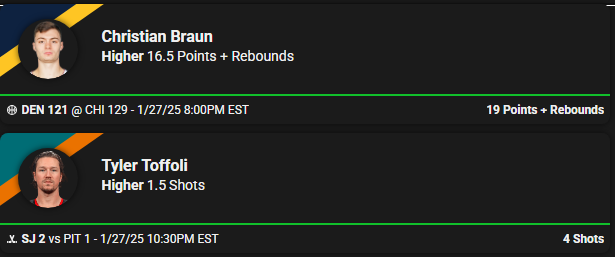 Christian Braun
Higher 16.5 Points + Rebounds
DEN 121 @ CHI 129 - 1/27/25 8:00PM EST 19 Points + Rebounds
Tyler Toffoli
Higher 1.5 Shots
SJ 2 vs PIT 1 - 1/27/25 10:30PM EST 4 Shots